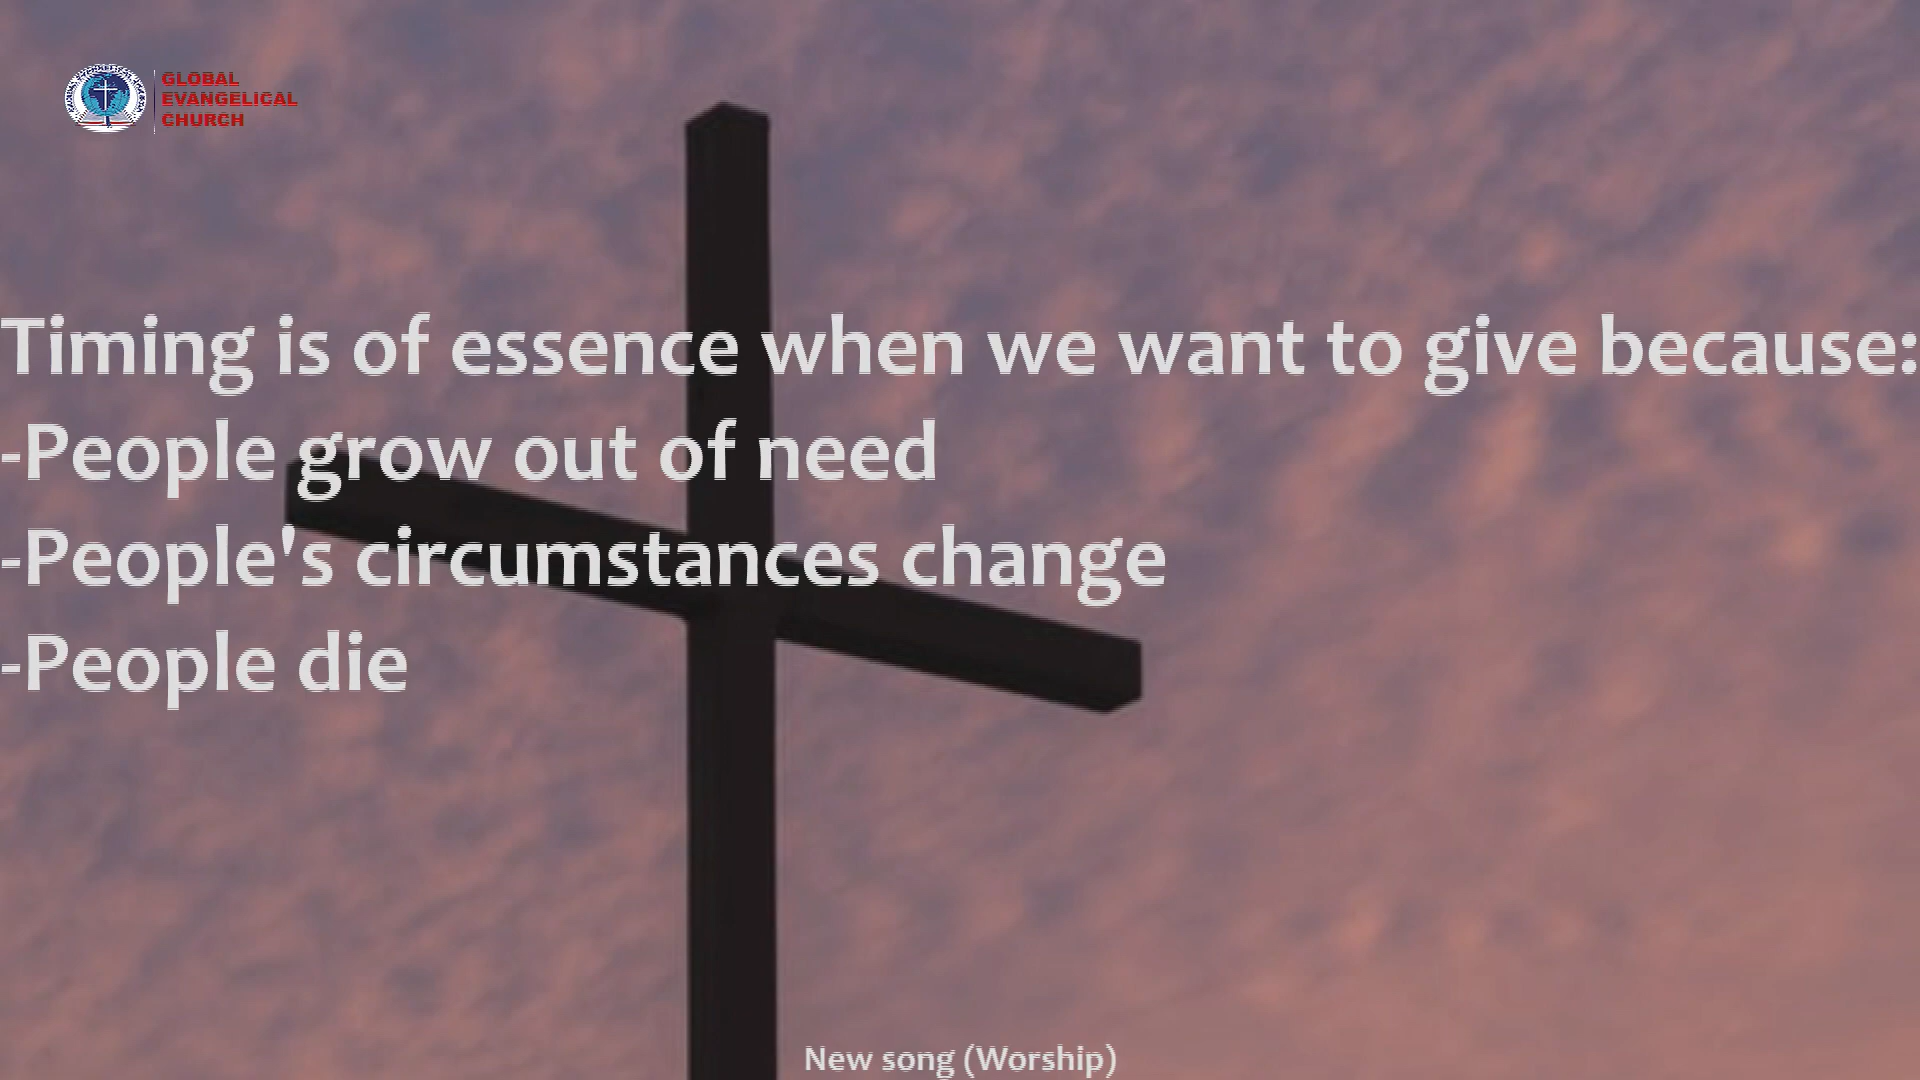 GLOBAL
EVANGELICAL
CHURCH
Timing is of essence when we want to give because:
-People grow out of need
-People's circumstances change
-People die
New song (Worship)